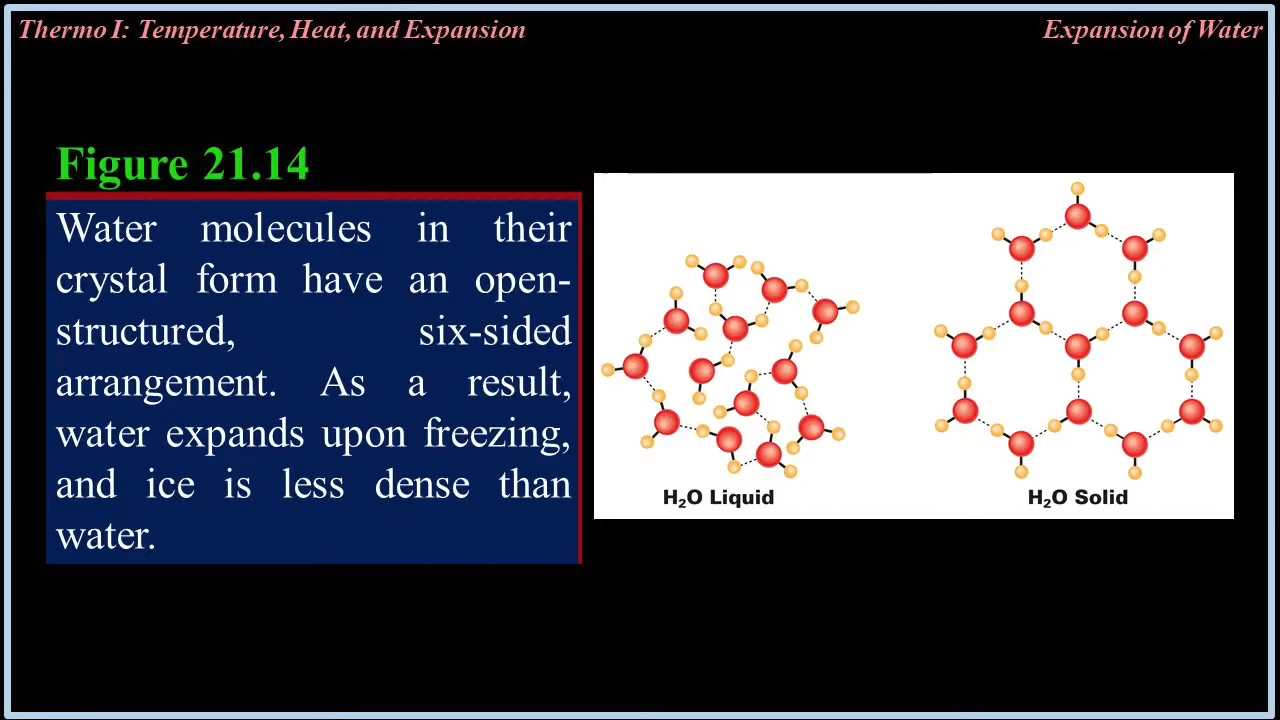 Thermo I: Temperature, Heat, and Expansion
Expansion of Water
Figure 21.14
Water molecules in their
crystal form have an open-
structured, six-sided
arrangement. As a result,
water expands upon freezing,
and ice is less dense than
water.
H₂O Liquid
H₂O Solid